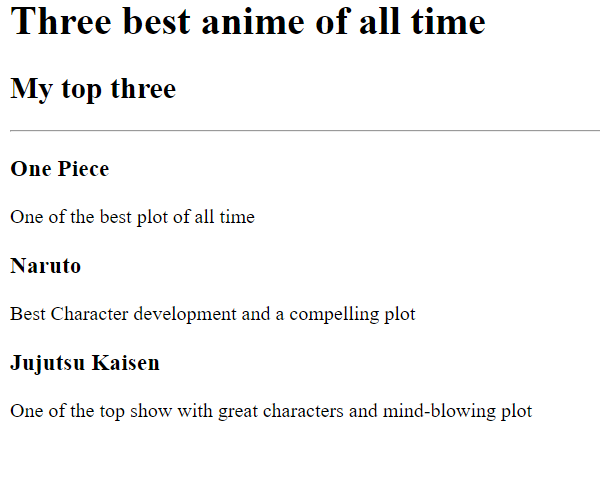 Three best anime of all time
My top three
One Piece
One of the best plot of all time
Naruto
Best Character development and a compelling plot
Jujutsu Kaisen
One of the top show with great characters and mind-blowing plot